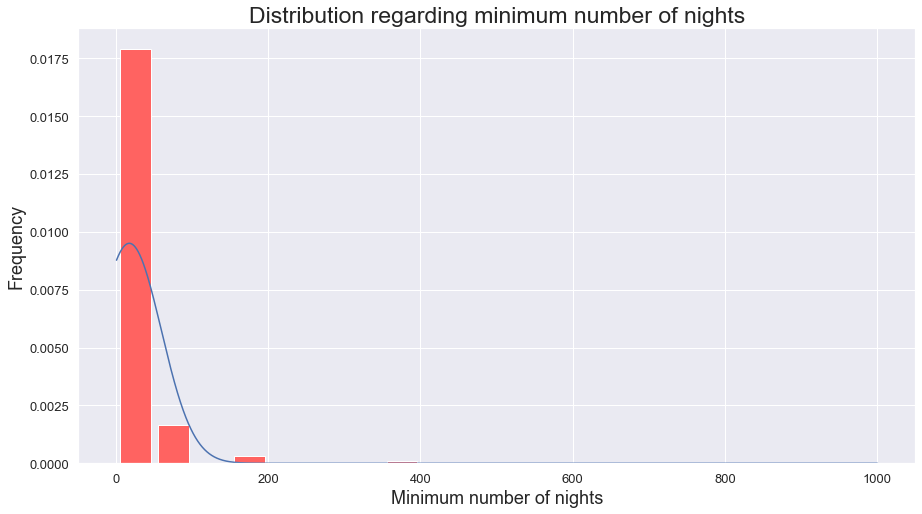 Distribution regarding minimum number of nights
0.0175
0.0150
0.0125
0.0100
0.0075
0.0050
0.0025
0.0000
Frequency
0 200 400 600 800 1000
Minimum number of nights